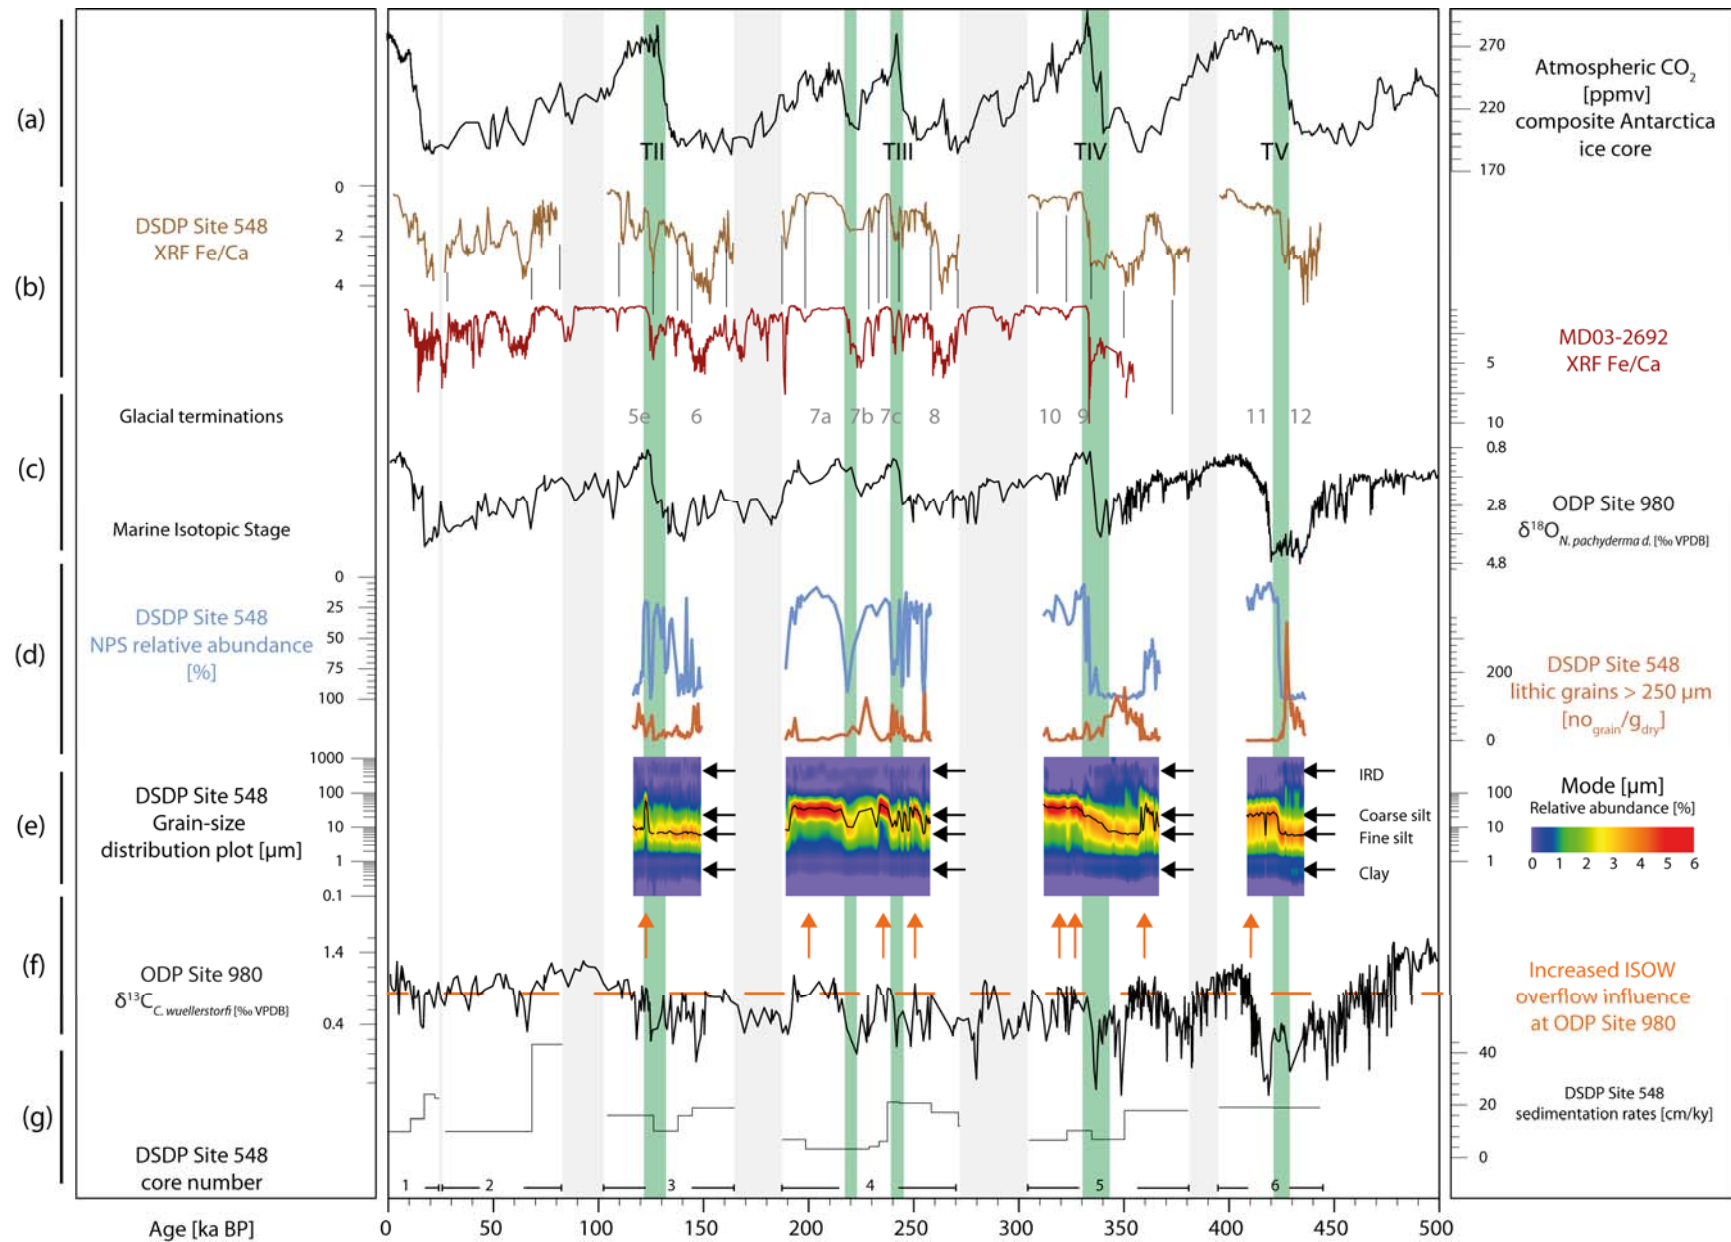 (a)
270
220
170
Atmospheric CO2
[ppmv]
composite Antarctica
ice core
TII
TIII
TIV
TV
(b)
DSDP Site 548
XRF Fe/Ca
0
2
4
MD03-2692
XRF Fe/Ca
5
10
Glacial terminations
5e
6
7a
7b
7c
8
10
9
11
12
(c)
Marine Isotopic Stage
0.8
2.8
4.8
ODP Site 980
δ18O N. pachyderma d. [‰ VPDB]
(d)
DSDP Site 548
NPS relative abundance
[%]
0
25
50
75
100
200
0
DSDP Site 548
lithic grains > 250 µm
[nograin/gdry]
(e)
DSDP Site 548
Grain-size
distribution plot [µm]
1000
100
10
1
0.1
IRD
Coarse silt
Fine silt
Clay
100
10
1
Mode [µm]
Relative abundance [%]
0 1 2 3 4 5 6
(f)
ODP Site 980
δ13C C. wuellerstorfi [‰ VPDB]
1.4
0.4
Increased ISOW
overflow influence
at ODP Site 980
(g)
40
20
0
DSDP Site 548
sedimentation rates [cm/ky]
DSDP Site 548
core number
1
2
3
4
5
6
Age [ka BP]
0 50 100 150 200 250 300 350 400 450 500